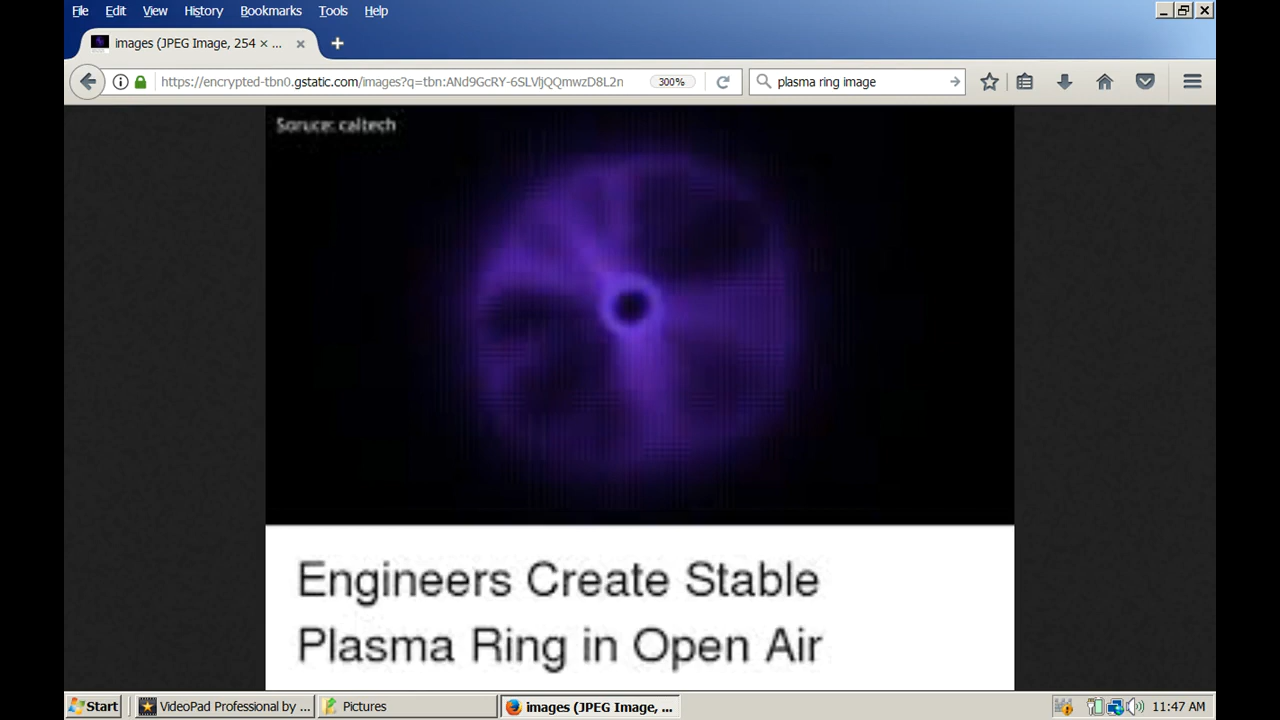 File Edit View History Bookmarks Tools Help
images (JPEG Image, 254 × ...
https://encrypted-tbn0.gstatic.com/images?q=tbn:ANd9GcRY-6SLVljQQmwzD8L2n 300% plasma ring image
Soruce: caltech
Engineers Create Stable
Plasma Ring in Open Air
Start VideoPad Professional by ... Pictures images (JPEG Image, ... 11:47 AM